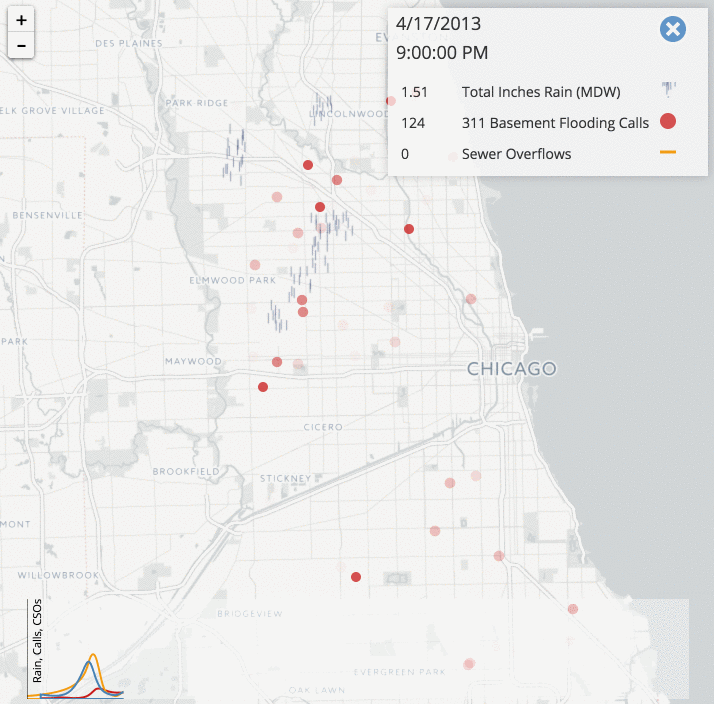 +
-
4/17/2013
9:00:00 PM
1.51 Total Inches Rain (MDW)
124 311 Basement Flooding Calls
0 Sewer Overflows
DES PLAINES
PARK RIDGE
LINCOLNWOOD
ELK GROVE VILLAGE
BENSENVILLE
ELMWOOD PARK
PARK
MAYWOOD
CHICAGO
CICERO
BROOKFIELD
STICKNEY
MONT
WILLOWBROOK
BRIDGEVIEW
EVERGREEN PARK
OAK LAWN
Rain, Calls, CSOs